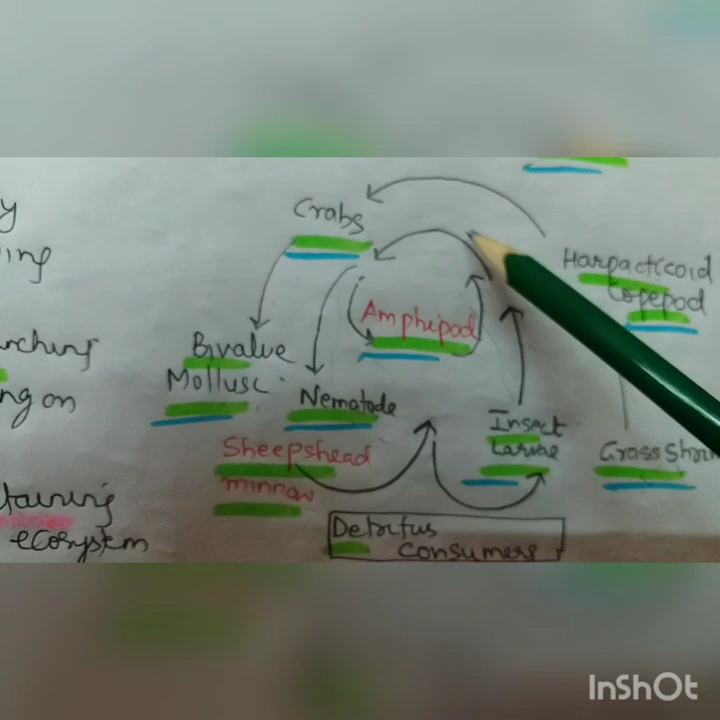 Crabs
Harpacticoid
Copepod
Amphipod
Bivalve
Mollusc.
Nematode
Insect
Larvae
Sheepshead
minnow
ecosystem
Detritus
consumers
InShOt